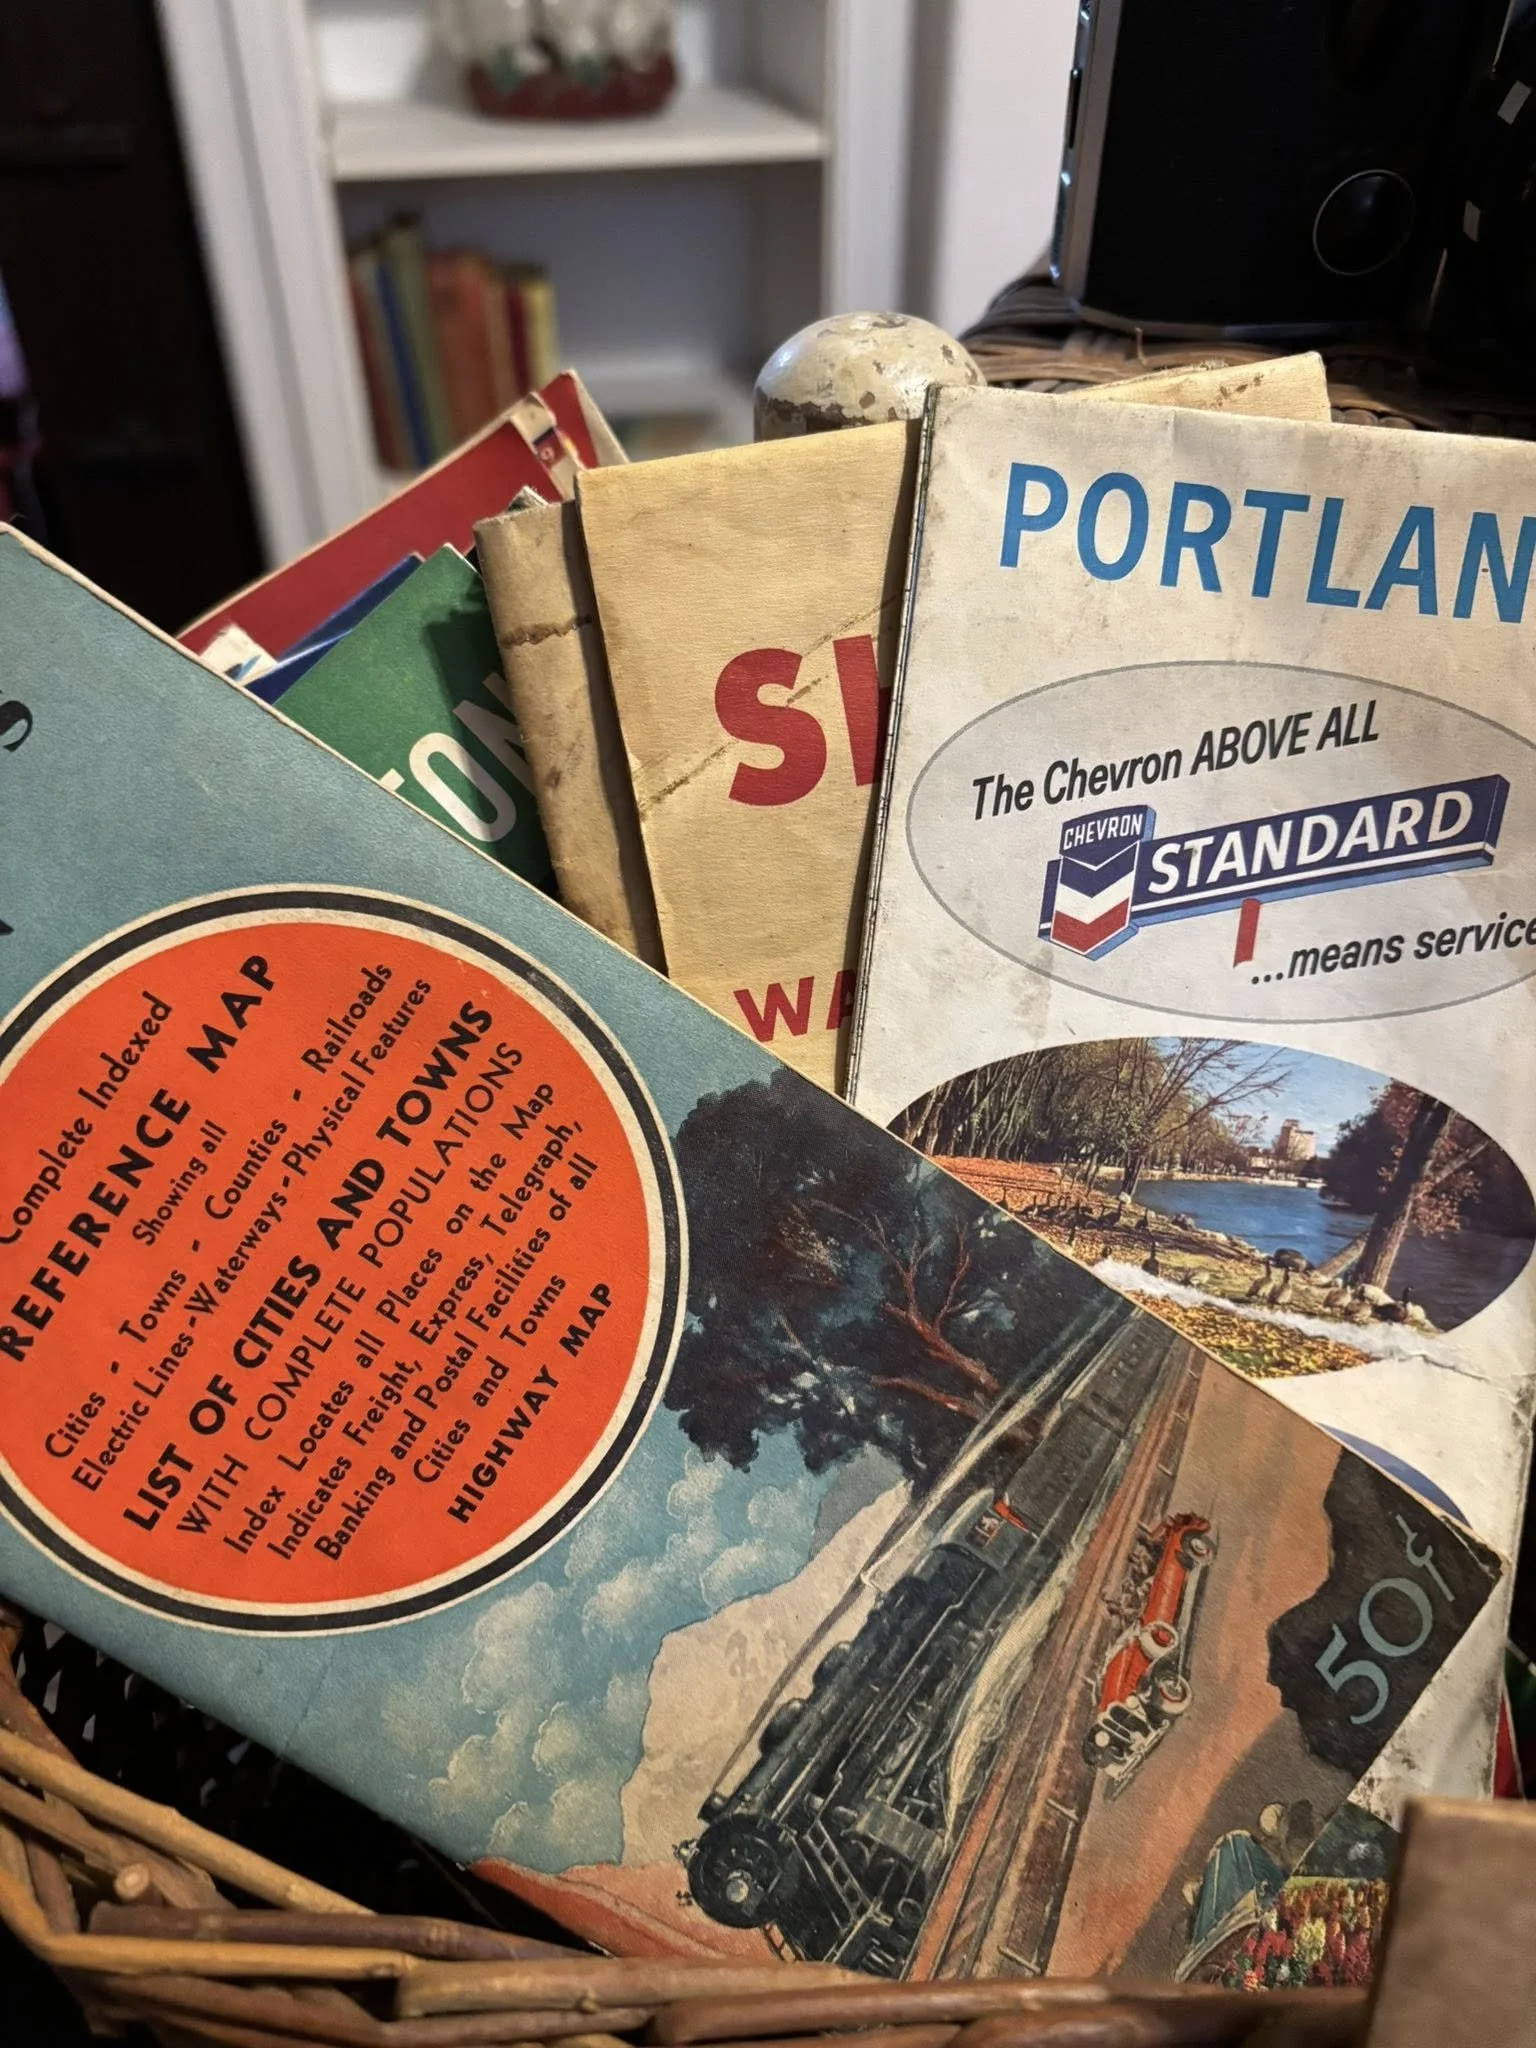 PORTLAN
The Chevron ABOVE ALL
CHEVRON
STANDARD
...means service
SH
WA
TON
Complete Indexed
REFERENCE MAP
Showing all
Cities - Towns - Counties - Railroads
Electric Lines - Waterways - Physical Features
LIST OF CITIES AND TOWNS
WITH COMPLETE POPULATIONS
Index Locates all Places on the Map
Indicates Freight, Express, Telegraph,
Banking and Postal Facilities of all
Cities and Towns
HIGHWAY MAP
50¢